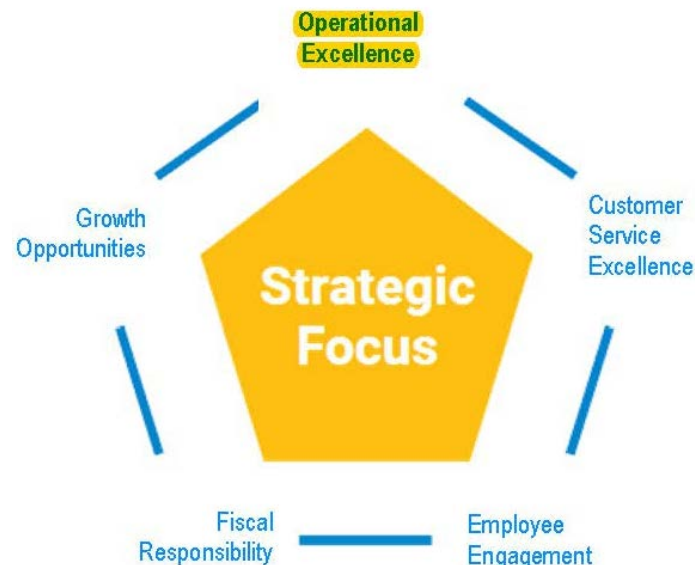 Operational
Excellence
Growth
Opportunities
Customer
Service
Excellence
Strategic
Focus
Fiscal
Responsibility
Employee
Engagement